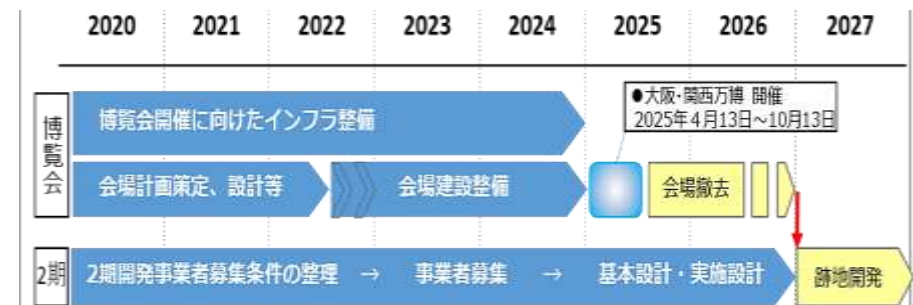 2020 2021 2022 2023 2024 2025 2026 2027
●大阪・関西万博 開催
2025年4月13日~10月13日
博覧会
博覧会開催に向けたインフラ整備
会場計画策定、設計等
会場建設整備
会場撤去
2期
2期開発事業者募集条件の整理 → 事業者募集 → 基本設計・実施設計
跡地開発